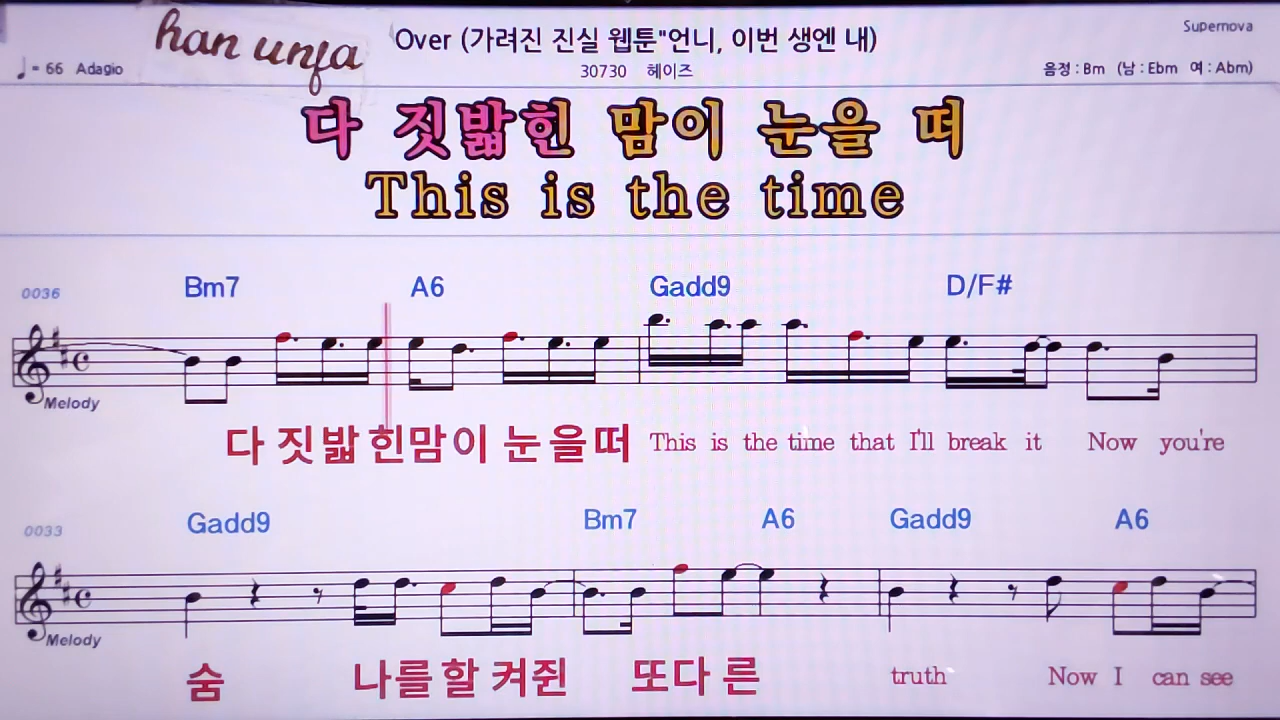 han unja
Over (가려진 진실 웹툰"언니, 이번 생엔 내)
Supernova
♩= 66 Adagio
30730 헤이즈
음정 : Bm (남 : Ebm 여 : Abm)
다 짓밟힌 맘이 눈을 떠
This is the time
0036
Bm7 A6 Gadd9 D/F#
Melody
다 짓밟힌맘이 눈을떠 This is the time that I'll break it Now you're
0033
Gadd9 Bm7 A6 Gadd9 A6
Melody
숨 나를할 켜쥔 또다른 truth Now I can see